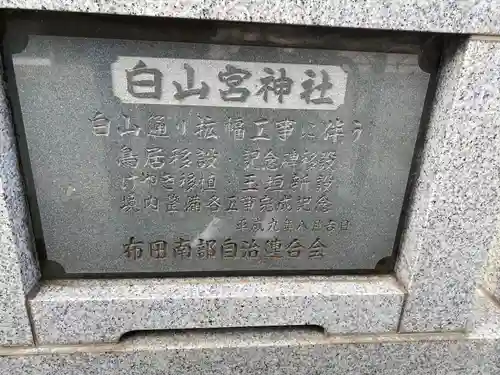 白山宮神社
白山通り拡幅工事に伴う
鳥居移設・記念碑移設
けやき移植・玉垣新設
境内整備各工事完成記念
平成九年八月吉日
布田南部自治連合会